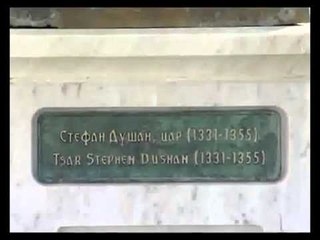 Стефан Душан, цар (1331-1355)
Tsar Stephen Dushan (1331-1355)